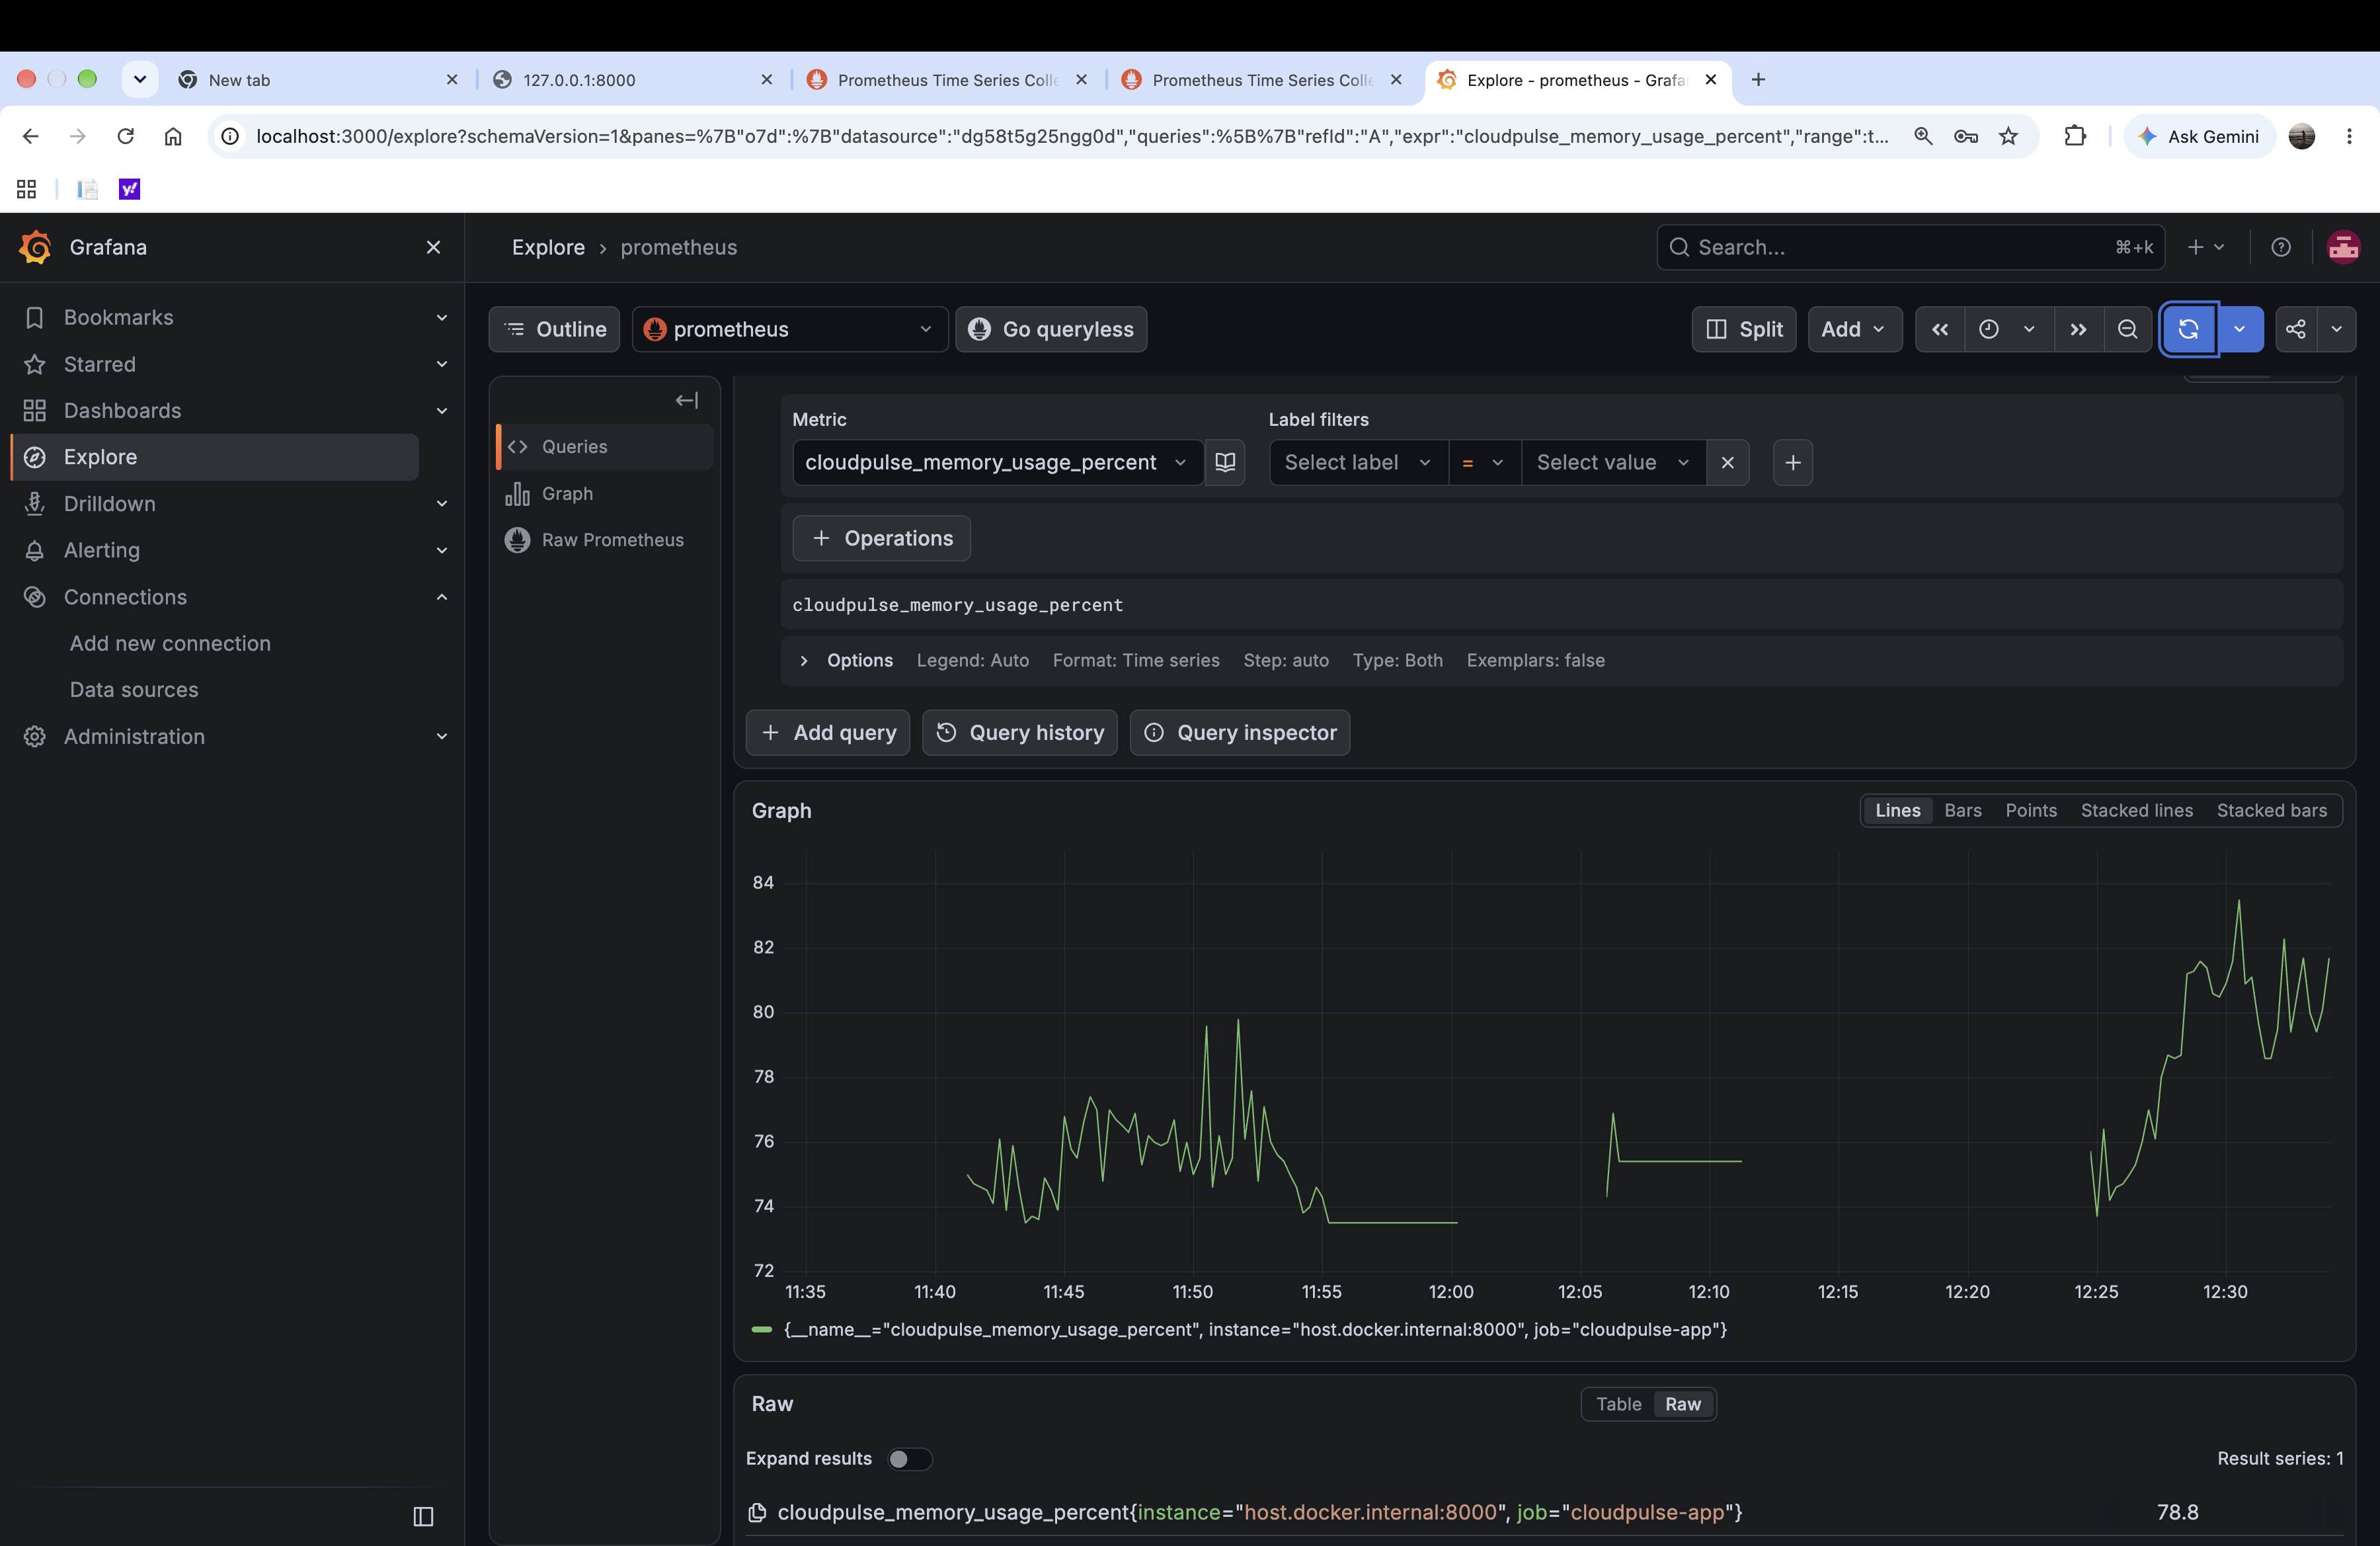 New tab
127.0.0.1:8000
Prometheus Time Series Colle
Prometheus Time Series Colle
Explore - prometheus - Grafa
localhost:3000/explore?schemaVersion=1&panes=%7B"o7d":%7B"datasource":"dg58t5g25ngg0d","queries":%5B%7B"refId":"A","expr":"cloudpulse_memory_usage_percent","range":t...
Ask Gemini
y!
Grafana
Explore › prometheus
Search...
⌘+k
Bookmarks
Starred
Dashboards
Explore
Drilldown
Alerting
Connections
Add new connection
Data sources
Administration
Outline
prometheus
Go queryless
Split
Add
Queries
Graph
Raw Prometheus
Metric
Label filters
cloudpulse_memory_usage_percent
Select label
=
Select value
+ Operations
cloudpulse_memory_usage_percent
Options Legend: Auto Format: Time series Step: auto Type: Both Exemplars: false
+ Add query
Query history
Query inspector
Graph
Lines Bars Points Stacked lines Stacked bars
84
82
80
78
76
74
72
11:35 11:40 11:45 11:50 11:55 12:00 12:05 12:10 12:15 12:20 12:25 12:30
{__name__="cloudpulse_memory_usage_percent", instance="host.docker.internal:8000", job="cloudpulse-app"}
Raw
Table Raw
Expand results
Result series: 1
cloudpulse_memory_usage_percent{instance="host.docker.internal:8000", job="cloudpulse-app"} 78.8